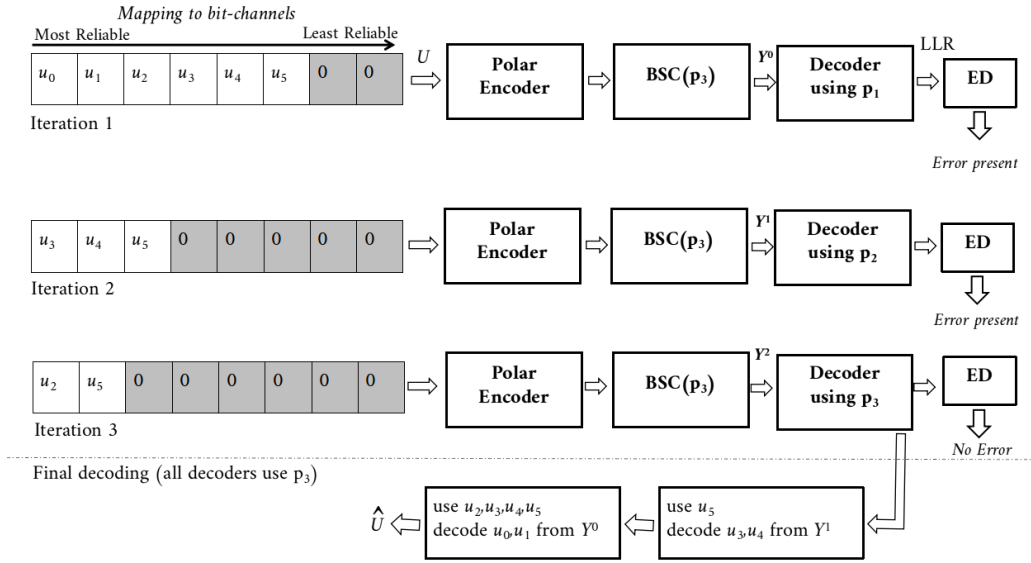 Mapping to bit-channels
Most Reliable Least Reliable
u₀ u₁ u₂ u₃ u₄ u₅ 0 0
U
Polar
Encoder
BSC(p₃)
Y⁰
Decoder
using p₁
LLR
ED
Iteration 1
Error present
u₃ u₄ u₅ 0 0 0 0 0
Polar
Encoder
BSC(p₃)
Y¹
Decoder
using p₂
ED
Iteration 2
Error present
u₂ u₅ 0 0 0 0 0 0
Polar
Encoder
BSC(p₃)
Y²
Decoder
using p₃
ED
Iteration 3
No Error
Final decoding (all decoders use p₃)
Û
use u₂,u₃,u₄,u₅
decode u₀,u₁ from Y⁰
use u₅
decode u₃,u₄ from Y¹